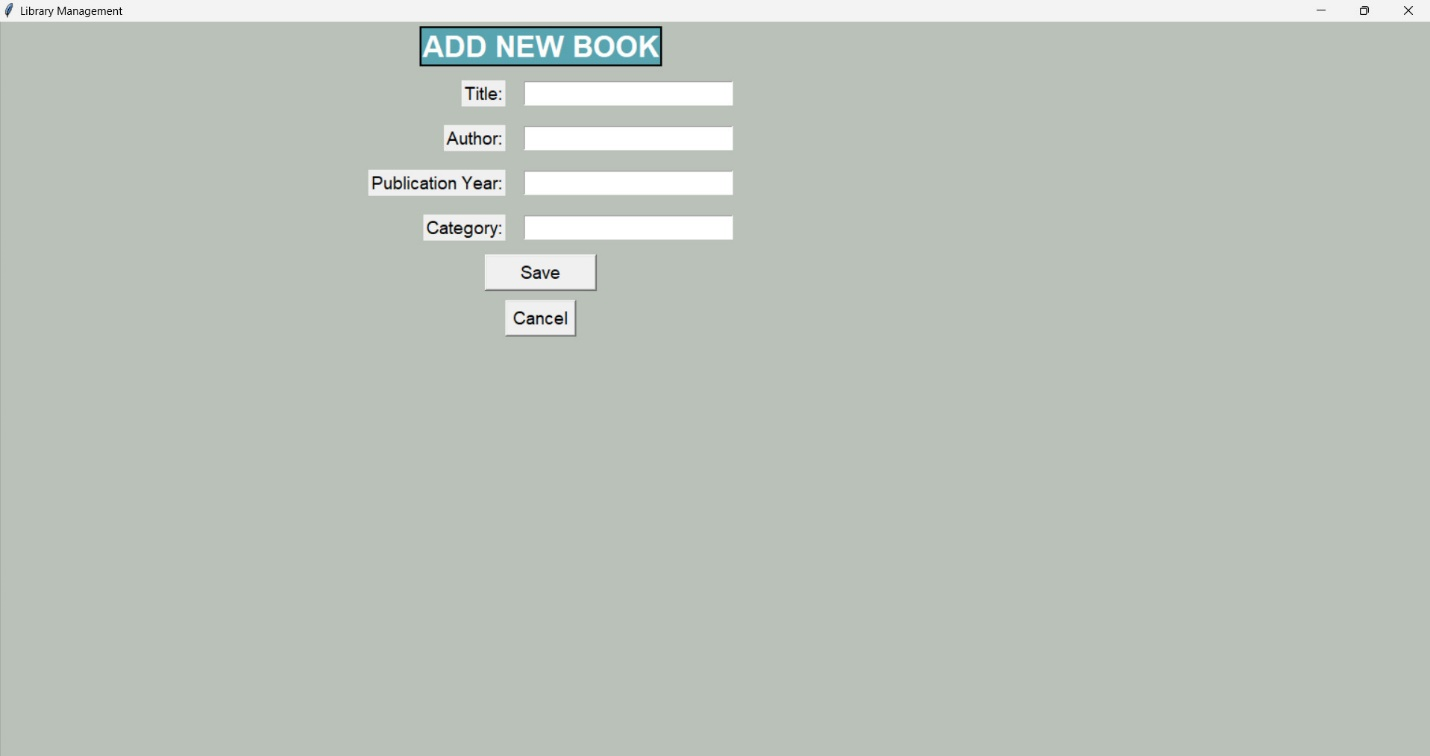 Library Management
ADD NEW BOOK
Title:
Author:
Publication Year:
Category:
Save
Cancel